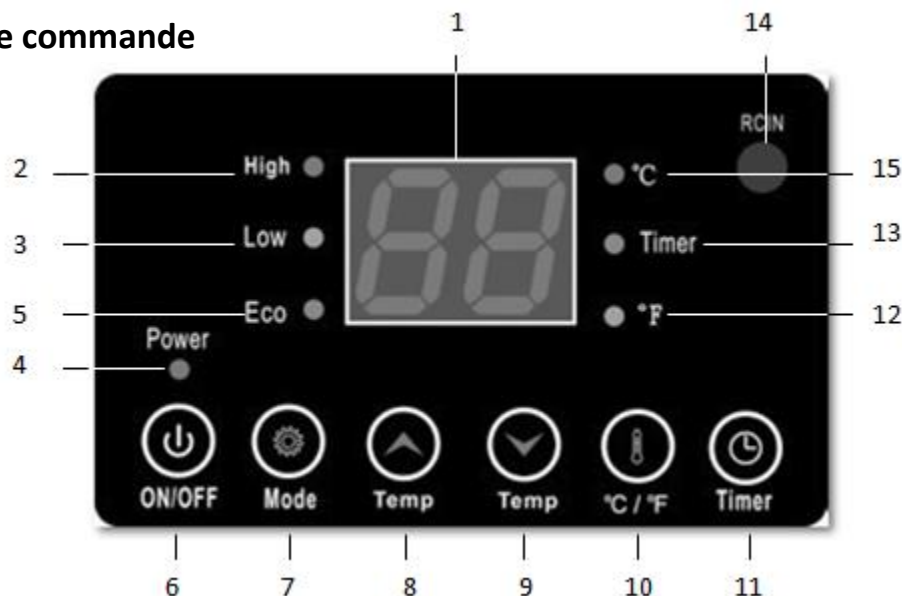 e commande
1 14
RCIN
2 High °C 15
3 Low Timer 13
5 Eco °F 12
Power
4
ON/OFF Mode Temp Temp °C / °F Timer
6 7 8 9 10 11